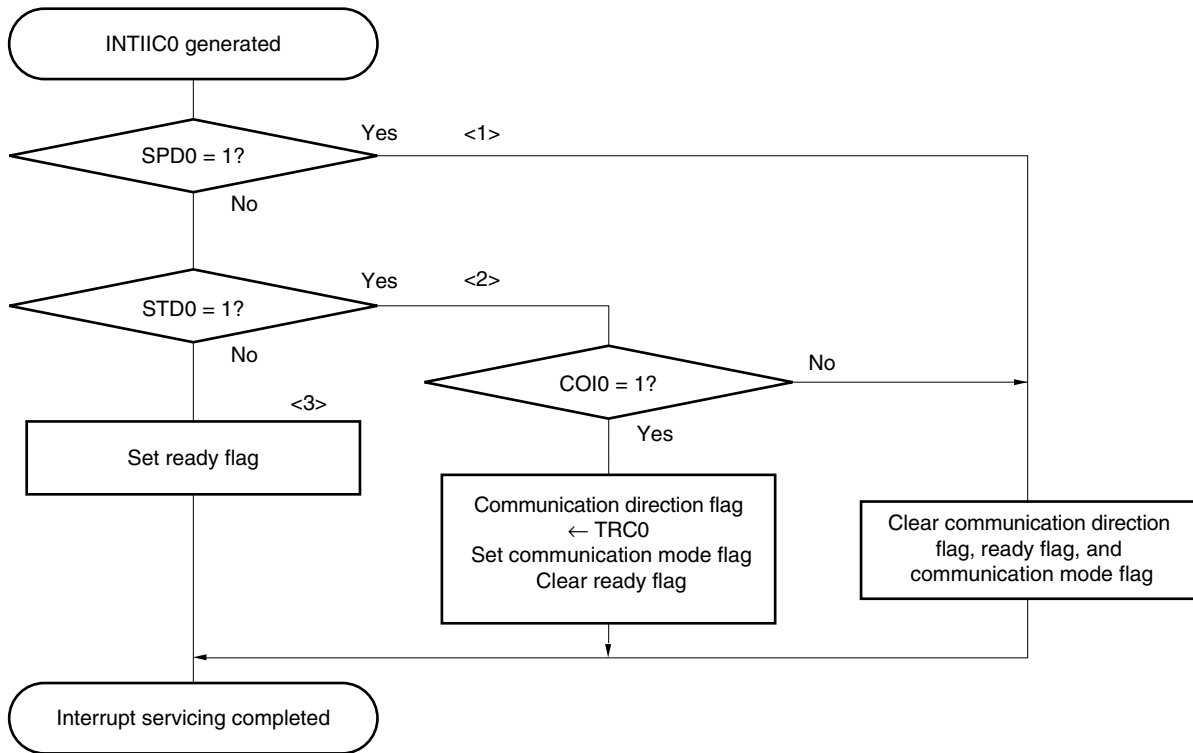 INTIIC0 generated
Yes
<1>
SPD0 = 1?
No
Yes
<2>
STD0 = 1?
No
COI0 = 1?
No
Yes
<3>
Set ready flag
Communication direction flag
← TRC0
Set communication mode flag
Clear ready flag
Clear communication direction
flag, ready flag, and
communication mode flag
Interrupt servicing completed